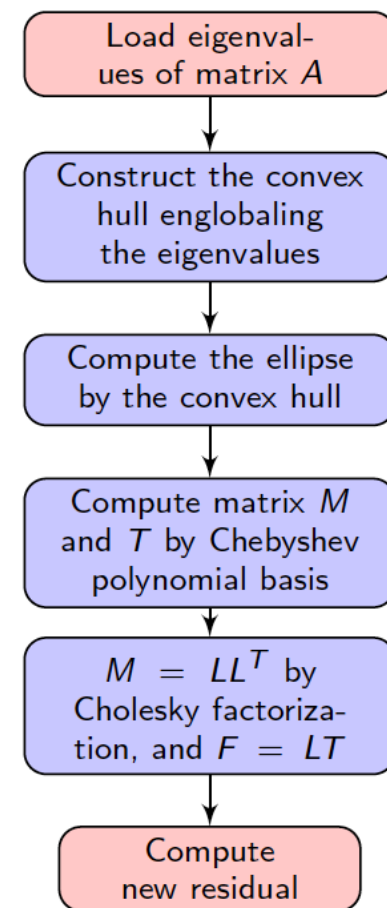 Load eigenval-
ues of matrix A
Construct the convex
hull englobaling
the eigenvalues
Compute the ellipse
by the convex hull
Compute matrix M
and T by Chebyshev
polynomial basis
M = LL^T by
Cholesky factoriza-
tion, and F = LT
Compute
new residual